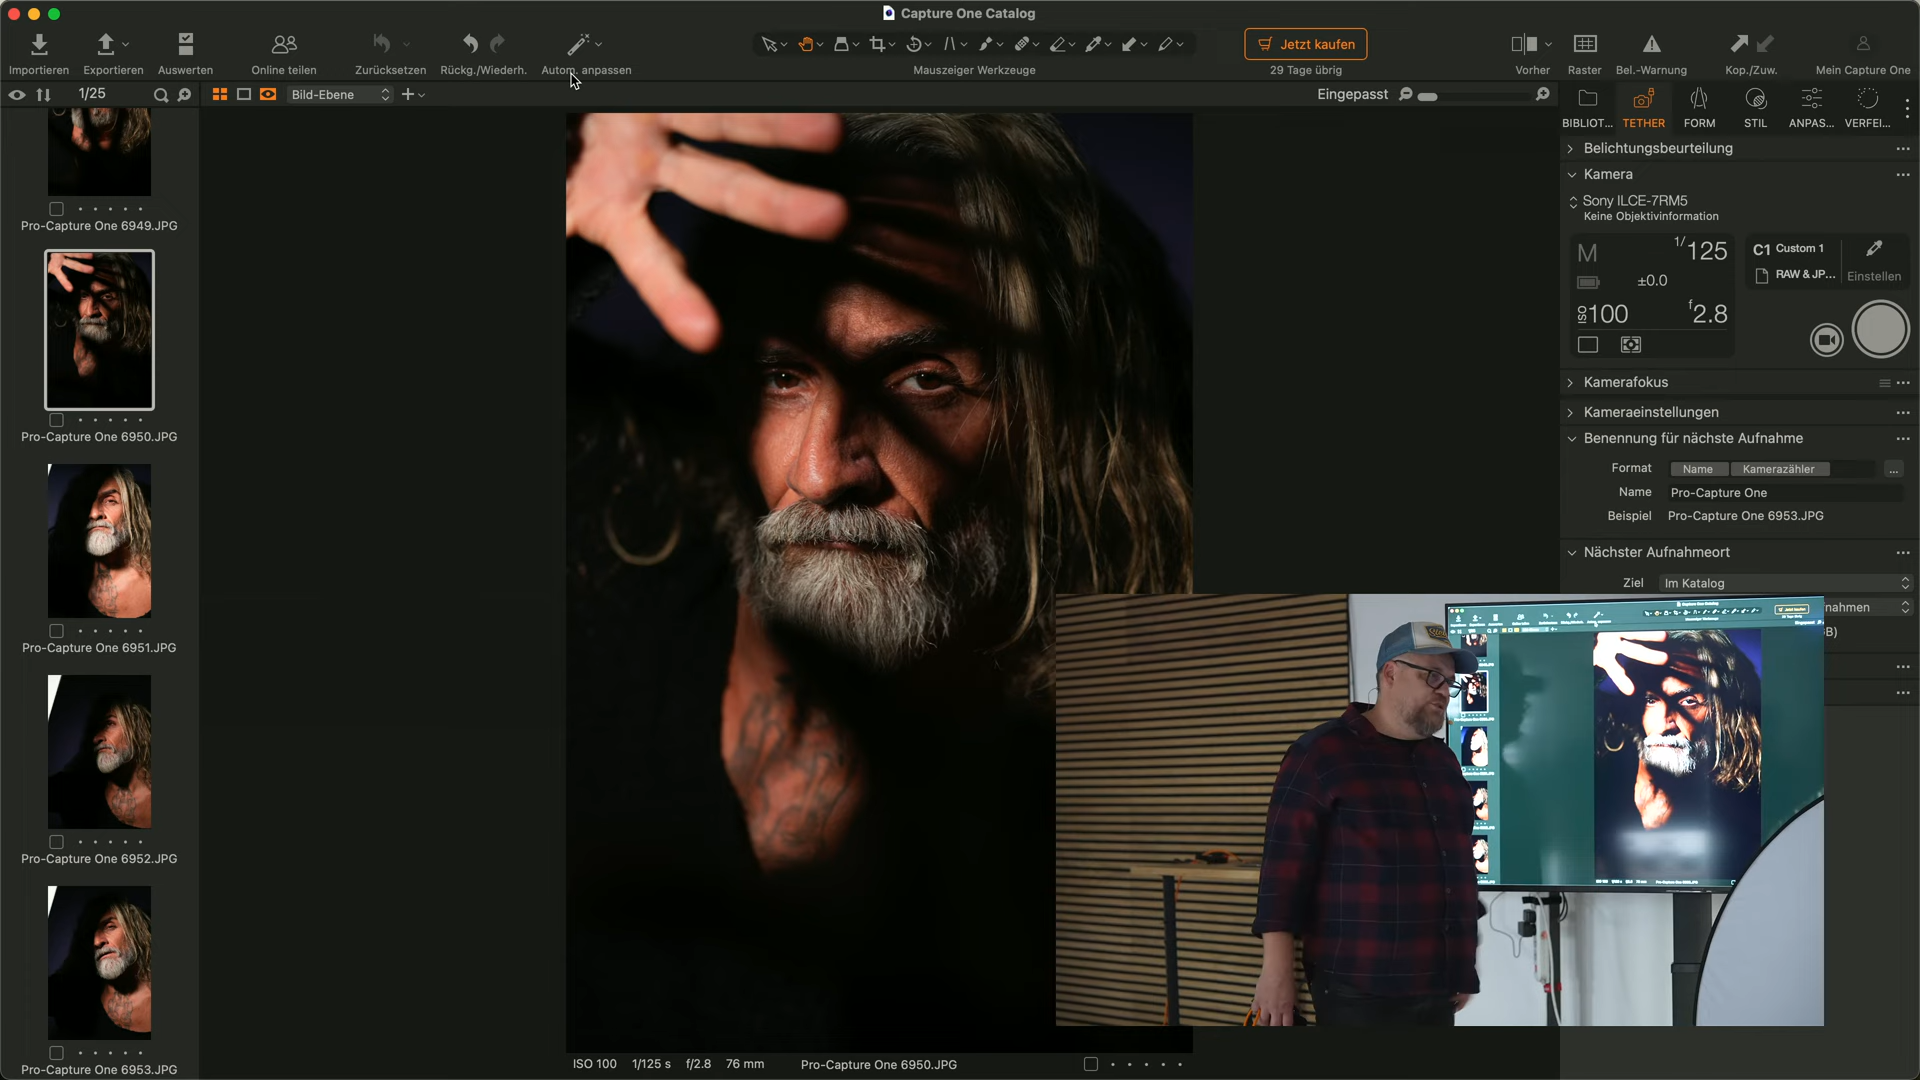 Capture One Catalog
Importieren
Exportieren
Auswerten
Online teilen
Zurücksetzen
Rückg./Wiederh.
Autom. anpassen
Mauszeiger Werkzeuge
Jetzt kaufen
29 Tage übrig
Vorher
Raster
Bel.-Warnung
Kop./Zuw.
Mein Capture One
1/25
Bild-Ebene
Eingepasst
BIBLIOT...
TETHER
FORM
STIL
ANPAS...
VERFEI...
Pro-Capture One 6949.JPG
Pro-Capture One 6950.JPG
Pro-Capture One 6951.JPG
Pro-Capture One 6952.JPG
Pro-Capture One 6953.JPG
Belichtungsbeurteilung
Kamera
Sony ILCE-7RM5
Keine Objektivinformation
M
1/125
±0.0
ISO 100
f2.8
C1 Custom 1
RAW & JP...
Einstellen
Kamerafokus
Kameraeinstellungen
Benennung für nächste Aufnahme
Format Name Kamerazähler ...
Name Pro-Capture One
Beispiel Pro-Capture One 6953.JPG
Nächster Aufnahmeort
Ziel Im Katalog
nahmen
B)
ISO 100 1/125 s f/2.8 76 mm Pro-Capture One 6950.JPG